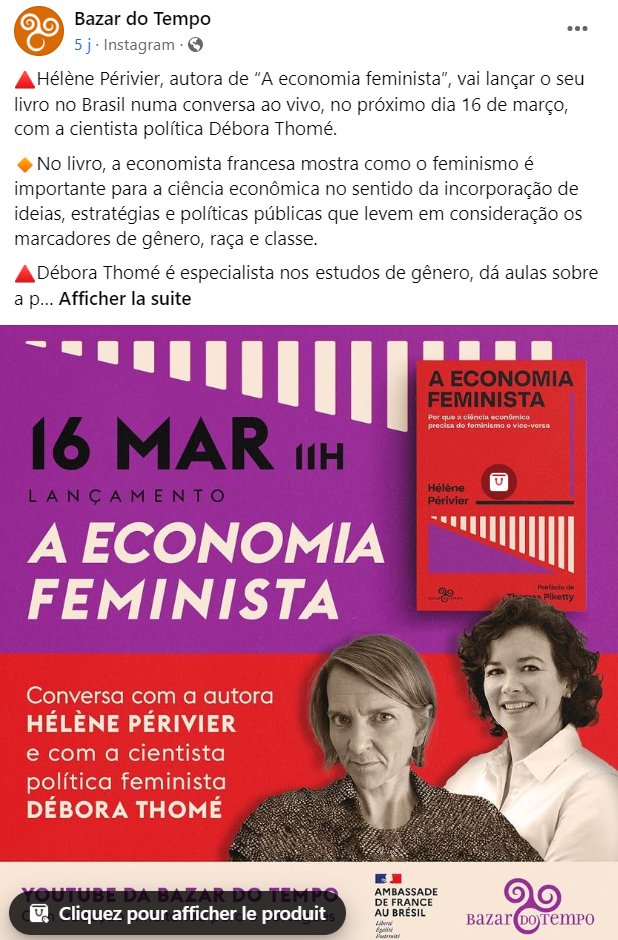 Bazar do Tempo
5 j · Instagram ·
🔺Hélène Périvier, autora de “A economia feminista”, vai lançar o seu
livro no Brasil numa conversa ao vivo, no próximo dia 16 de março,
com a cientista política Débora Thomé.
🔸No livro, a economista francesa mostra como o feminismo é
importante para a ciência econômica no sentido da incorporação de
ideias, estratégias e políticas públicas que levem em consideração os
marcadores de gênero, raça e classe.
🔺Débora Thomé é especialista nos estudos de gênero, dá aulas sobre
a p... Afficher la suite
16 MAR 11H
LANÇAMENTO
A ECONOMIA
FEMINISTA
A ECONOMIA
FEMINISTA
Por que a ciência econômica
precisa do feminismo e vice-versa
Hélène
Périvier
Prefácio de
Thomas Piketty
BAZAR DO TEMPO
Conversa com a autora
HÉLÈNE PÉRIVIER
e com a cientista
política feminista
DÉBORA THOMÉ
YOUTUBE DA BAZAR DO TEMPO
Cliquez pour afficher le produit
AMBASSADE
DE FRANCE
AU BRÉSIL
Liberté
Égalité
Fraternité
BAZAR DO TEMPO